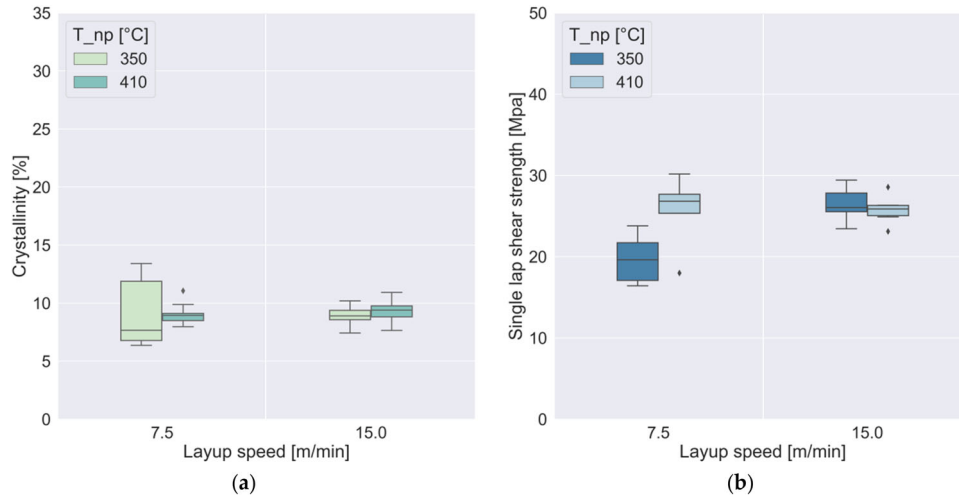 T_np [°C]
350
410
35
30
25
20
15
10
5
0
Crystallinity [%]
7.5
15.0
Layup speed [m/min]
(a)
T_np [°C]
350
410
50
40
30
20
10
0
Single lap shear strength [Mpa]
7.5
15.0
Layup speed [m/min]
(b)